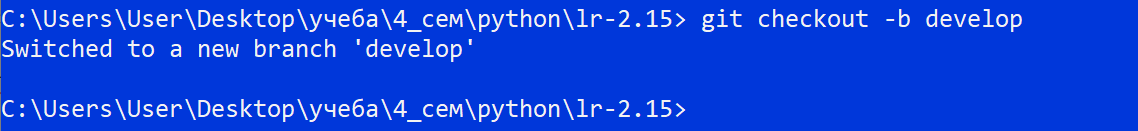 C:\Users\User\Desktop\учеба\4_сем\python\lr-2.15> git checkout -b develop
Switched to a new branch 'develop'
C:\Users\User\Desktop\учеба\4_сем\python\lr-2.15>